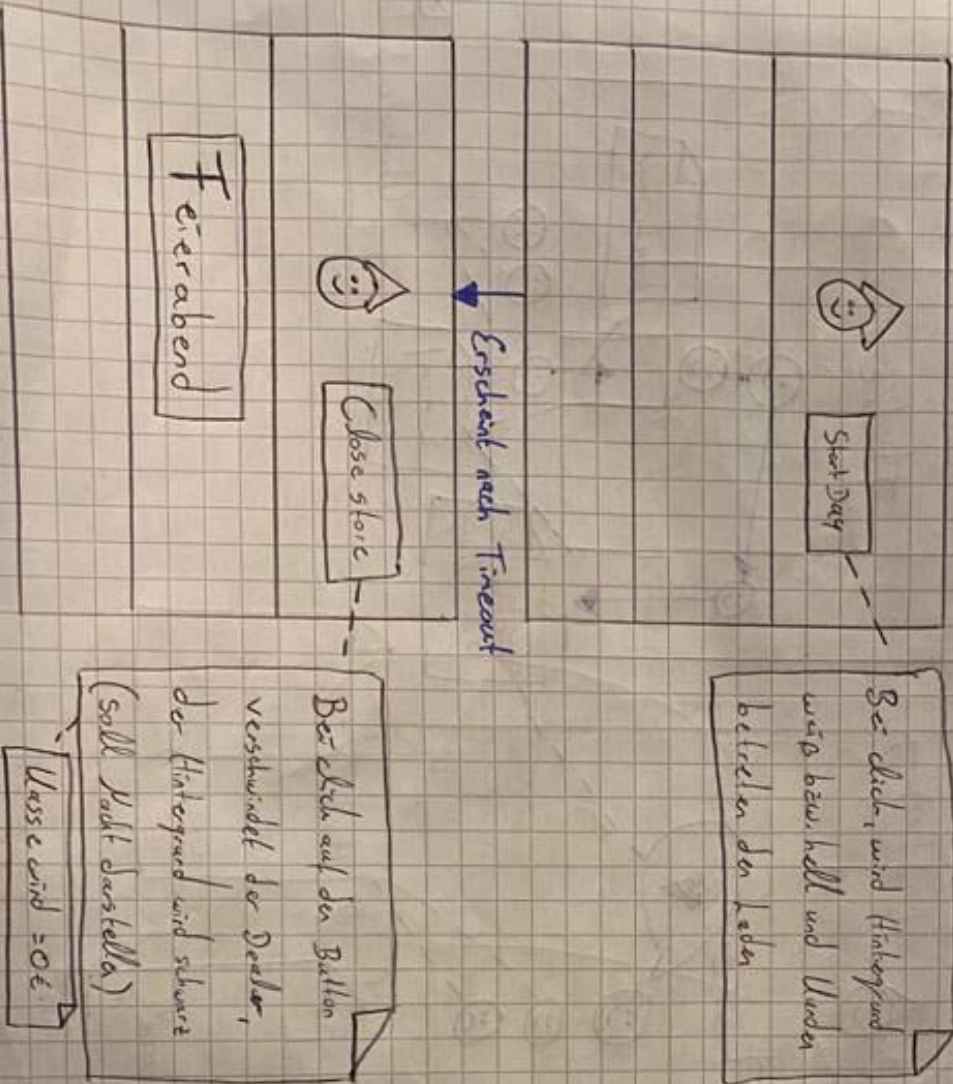 Start Day
Bei click, wird Hintergrund
weiß bzw. hell und Kunden
betreten den Laden
Erscheint nach Timeout
Close store
Feierabend
Bei click auf den Button
verschwindet der Dealer,
der Hintergrund wird schwarz
(soll Nacht darstellen)
Kasse wird = 0€